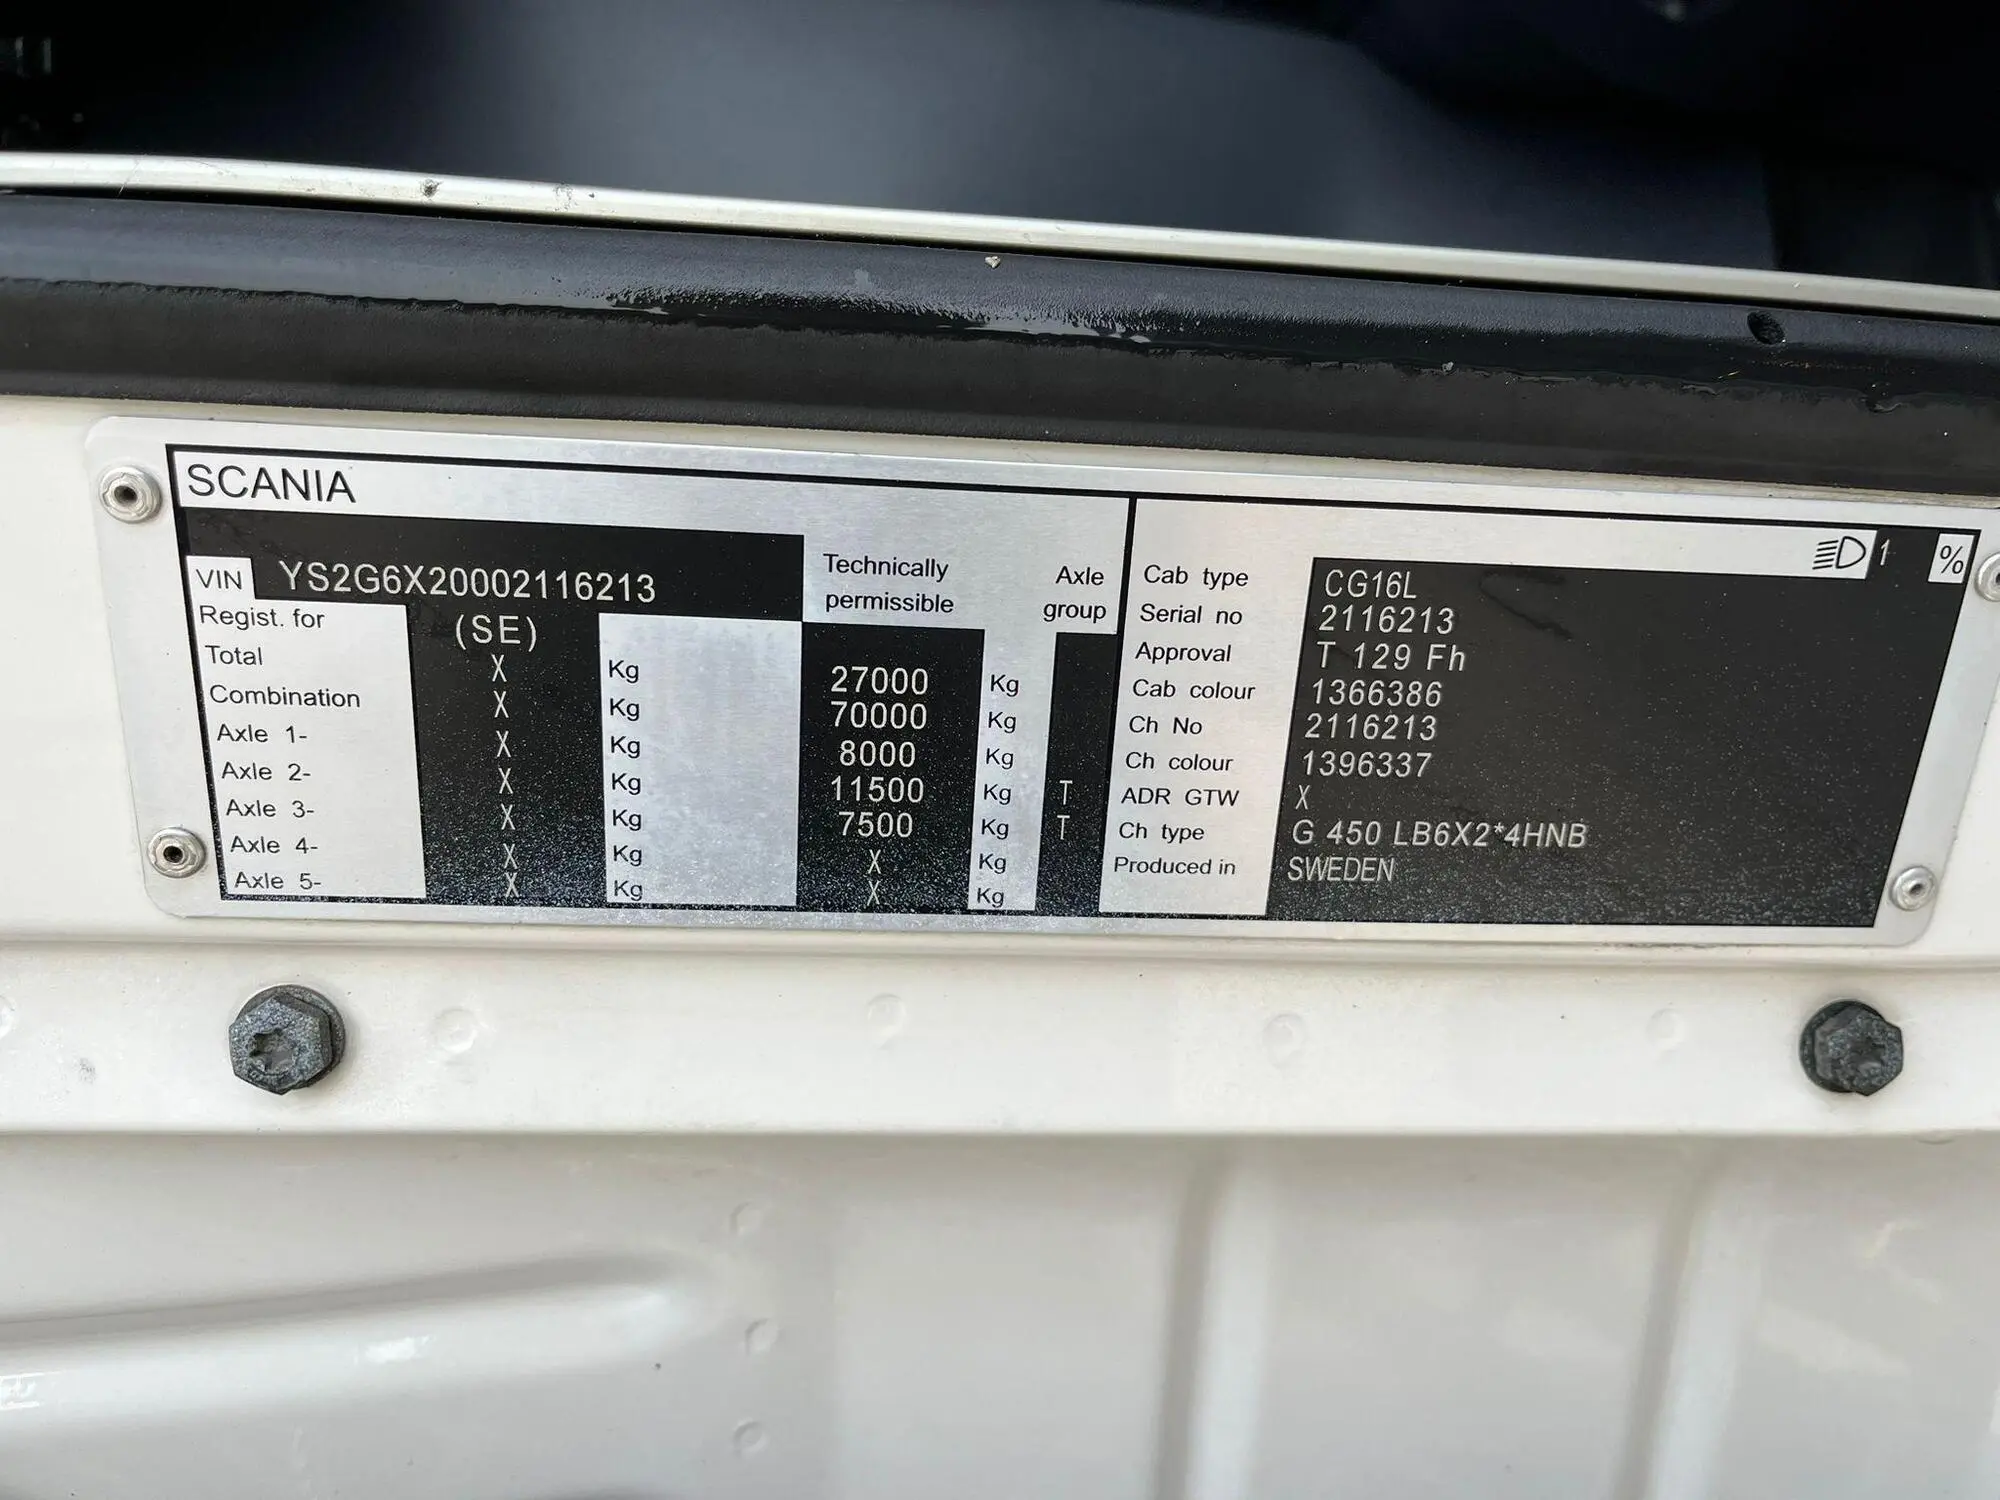 SCANIA
VIN YS2G6X20002116213 Technically permissible Axle group
Regist. for (SE)
Total X Kg 27000 Kg
Combination X Kg 70000 Kg
Axle 1- X Kg 8000 Kg
Axle 2- X Kg 11500 Kg T
Axle 3- X Kg 7500 Kg T
Axle 4- X Kg X Kg
Axle 5- X Kg X Kg
1 %
Cab type CG16L
Serial no 2116213
Approval T 129 Fh
Cab colour 1366386
Ch No 2116213
Ch colour 1396337
ADR GTW X
Ch type G 450 LB6X2*4HNB
Produced in SWEDEN